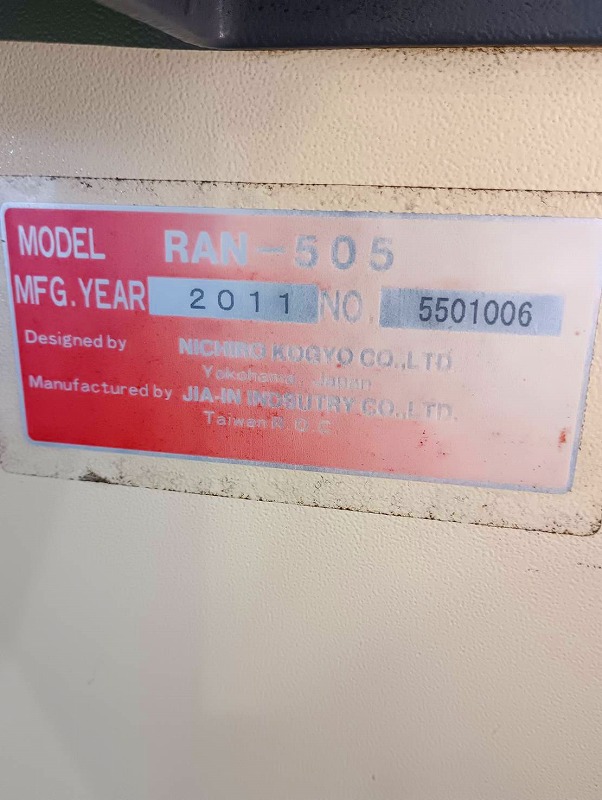 MODEL RAN-505
MFG. YEAR 2011 NO. 5501006
Designed by NICHIRO KOGYO CO.,LTD
Yokohama, Japan
Manufactured by JIA-IN INDSUTRY CO.,LTD.
Taiwan R.O.C